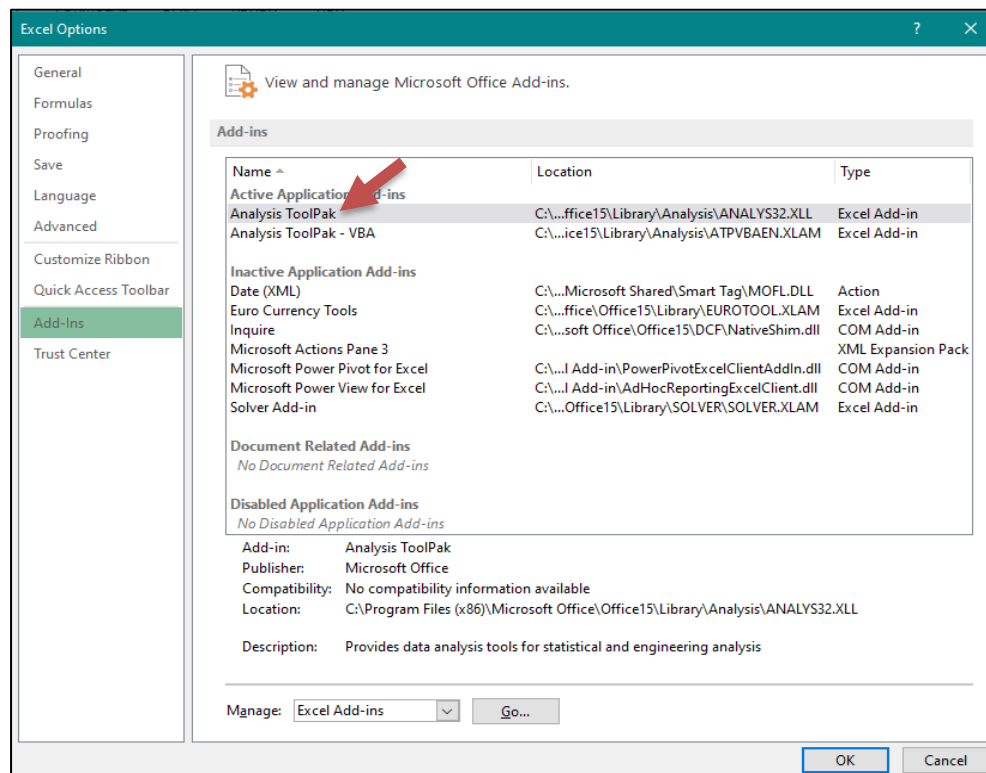 Excel Options ? ×
General
Formulas
Proofing
Save
Language
Advanced
Customize Ribbon
Quick Access Toolbar
Add-Ins
Trust Center
View and manage Microsoft Office Add-ins.
Add-ins
Name Location Type
Active Application Add-ins
Analysis ToolPak C:\...ffice15\Library\Analysis\ANALYS32.XLL Excel Add-in
Analysis ToolPak - VBA C:\...ice15\Library\Analysis\ATPVBAEN.XLAM Excel Add-in
Inactive Application Add-ins
Date (XML) C:\...Microsoft Shared\Smart Tag\MOFL.DLL Action
Euro Currency Tools C:\...ffice\Office15\Library\EUROTOOL.XLAM Excel Add-in
Inquire C:\...soft Office\Office15\DCF\NativeShim.dll COM Add-in
Microsoft Actions Pane 3 XML Expansion Pack
Microsoft Power Pivot for Excel C:\...l Add-in\PowerPivotExcelClientAddIn.dll COM Add-in
Microsoft Power View for Excel C:\...l Add-in\AdHocReportingExcelClient.dll COM Add-in
Solver Add-in C:\...Office15\Library\SOLVER\SOLVER.XLAM Excel Add-in
Document Related Add-ins
No Document Related Add-ins
Disabled Application Add-ins
No Disabled Application Add-ins
Add-in: Analysis ToolPak
Publisher: Microsoft Office
Compatibility: No compatibility information available
Location: C:\Program Files (x86)\Microsoft Office\Office15\Library\Analysis\ANALYS32.XLL
Description: Provides data analysis tools for statistical and engineering analysis
Manage: Excel Add-ins Go...
OK Cancel